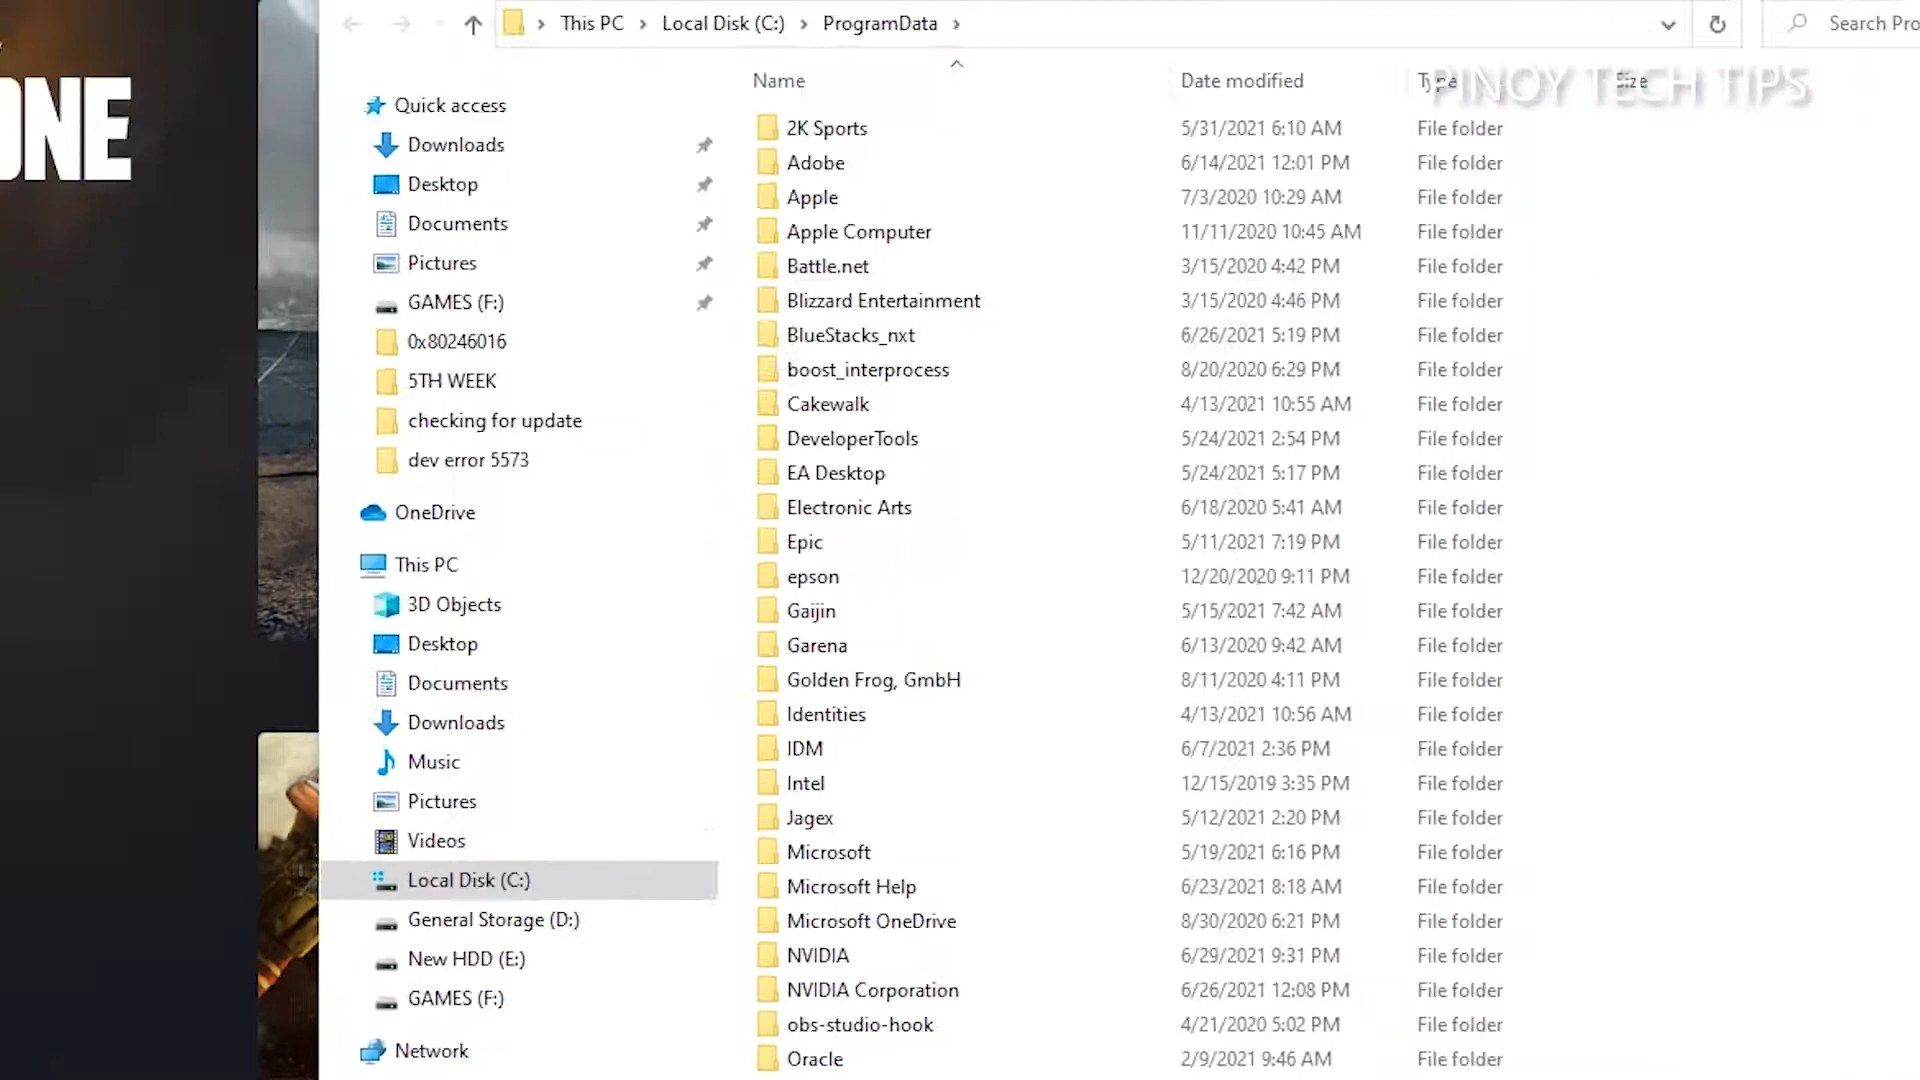 ONE
This PC > Local Disk (C:) > ProgramData >
Search Pro
Name Date modified Type Size
PINOY TECH TIPS
Quick access
Downloads
Desktop
Documents
Pictures
GAMES (F:)
0x80246016
5TH WEEK
checking for update
dev error 5573
OneDrive
This PC
3D Objects
Desktop
Documents
Downloads
Music
Pictures
Videos
Local Disk (C:)
General Storage (D:)
New HDD (E:)
GAMES (F:)
Network
2K Sports 5/31/2021 6:10 AM File folder
Adobe 6/14/2021 12:01 PM File folder
Apple 7/3/2020 10:29 AM File folder
Apple Computer 11/11/2020 10:45 AM File folder
Battle.net 3/15/2020 4:42 PM File folder
Blizzard Entertainment 3/15/2020 4:46 PM File folder
BlueStacks_nxt 6/26/2021 5:19 PM File folder
boost_interprocess 8/20/2020 6:29 PM File folder
Cakewalk 4/13/2021 10:55 AM File folder
DeveloperTools 5/24/2021 2:54 PM File folder
EA Desktop 5/24/2021 5:17 PM File folder
Electronic Arts 6/18/2020 5:41 AM File folder
Epic 5/11/2021 7:19 PM File folder
epson 12/20/2020 9:11 PM File folder
Gaijin 5/15/2021 7:42 AM File folder
Garena 6/13/2020 9:42 AM File folder
Golden Frog, GmbH 8/11/2020 4:11 PM File folder
Identities 4/13/2021 10:56 AM File folder
IDM 6/7/2021 2:36 PM File folder
Intel 12/15/2019 3:35 PM File folder
Jagex 5/12/2021 2:20 PM File folder
Microsoft 5/19/2021 6:16 PM File folder
Microsoft Help 6/23/2021 8:18 AM File folder
Microsoft OneDrive 8/30/2020 6:21 PM File folder
NVIDIA 6/29/2021 9:31 PM File folder
NVIDIA Corporation 6/26/2021 12:08 PM File folder
obs-studio-hook 4/21/2020 5:02 PM File folder
Oracle 2/9/2021 9:46 AM File folder